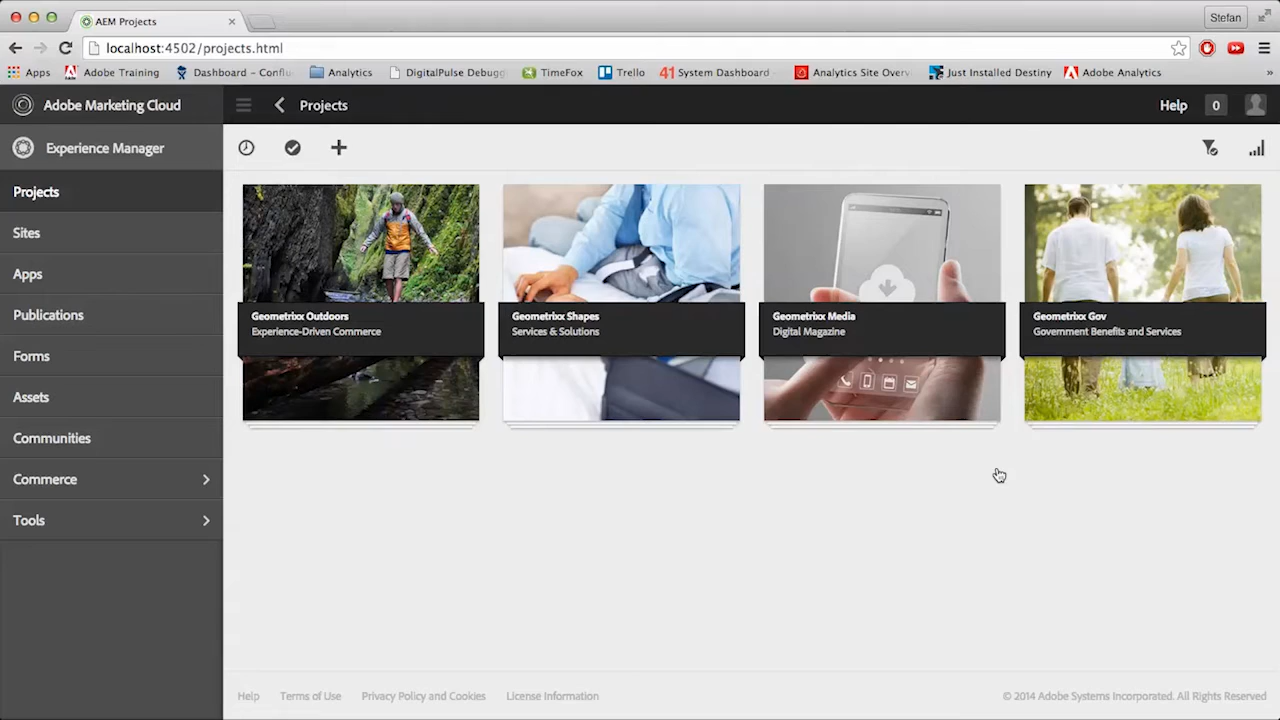 AEM Projects
Stefan
localhost:4502/projects.html
Apps
Adobe Training
Dashboard - Conflu
Analytic
DigitalPulse Debugg
TimeFox
Trello
41 System Dashboard -
Analytics Site Overv
Just Installed Destiny
Adobe Analytics
»
Adobe Marketing Cloud
Projects
Help
0
Experience Manager
Projects
Sites
Apps
Publications
Forms
Assets
Communities
Commerce
Tools
Geometrixx Outdoors
Experience-Driven Commerce
Geometrixx Shapes
Services & Solutions
Geometrixx Media
Digital Magazine
Geometrixx Gov
Government Benefits and Services
Help
Terms of Use
Privacy Policy and Cookies
License Information
© 2014 Adobe Systems Incorporated. All Rights Reserved